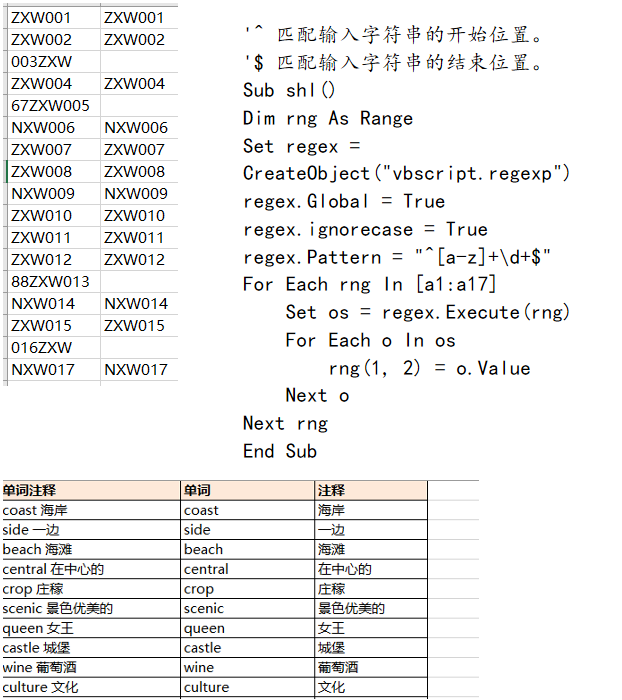 ZXW001 ZXW001
ZXW002 ZXW002
003ZXW
ZXW004 ZXW004
67ZXW005
NXW006 NXW006
ZXW007 ZXW007
ZXW008 ZXW008
NXW009 NXW009
ZXW010 ZXW010
ZXW011 ZXW011
ZXW012 ZXW012
88ZXW013
NXW014 NXW014
ZXW015 ZXW015
016ZXW
NXW017 NXW017
'^ 匹配输入字符串的开始位置。
'$ 匹配输入字符串的结束位置。
Sub shl()
Dim rng As Range
Set regex =
CreateObject("vbscript.regexp")
regex.Global = True
regex.ignorecase = True
regex.Pattern = "^[a-z]+\d+$"
For Each rng In [a1:a17]
Set os = regex.Execute(rng)
For Each o In os
rng(1, 2) = o.Value
Next o
Next rng
End Sub
单词注释 单词 注释
coast 海岸 coast 海岸
side 一边 side 一边
beach 海滩 beach 海滩
central 在中心的 central 在中心的
crop 庄稼 crop 庄稼
scenic 景色优美的 scenic 景色优美的
queen 女王 queen 女王
castle 城堡 castle 城堡
wine 葡萄酒 wine 葡萄酒
culture 文化 culture 文化